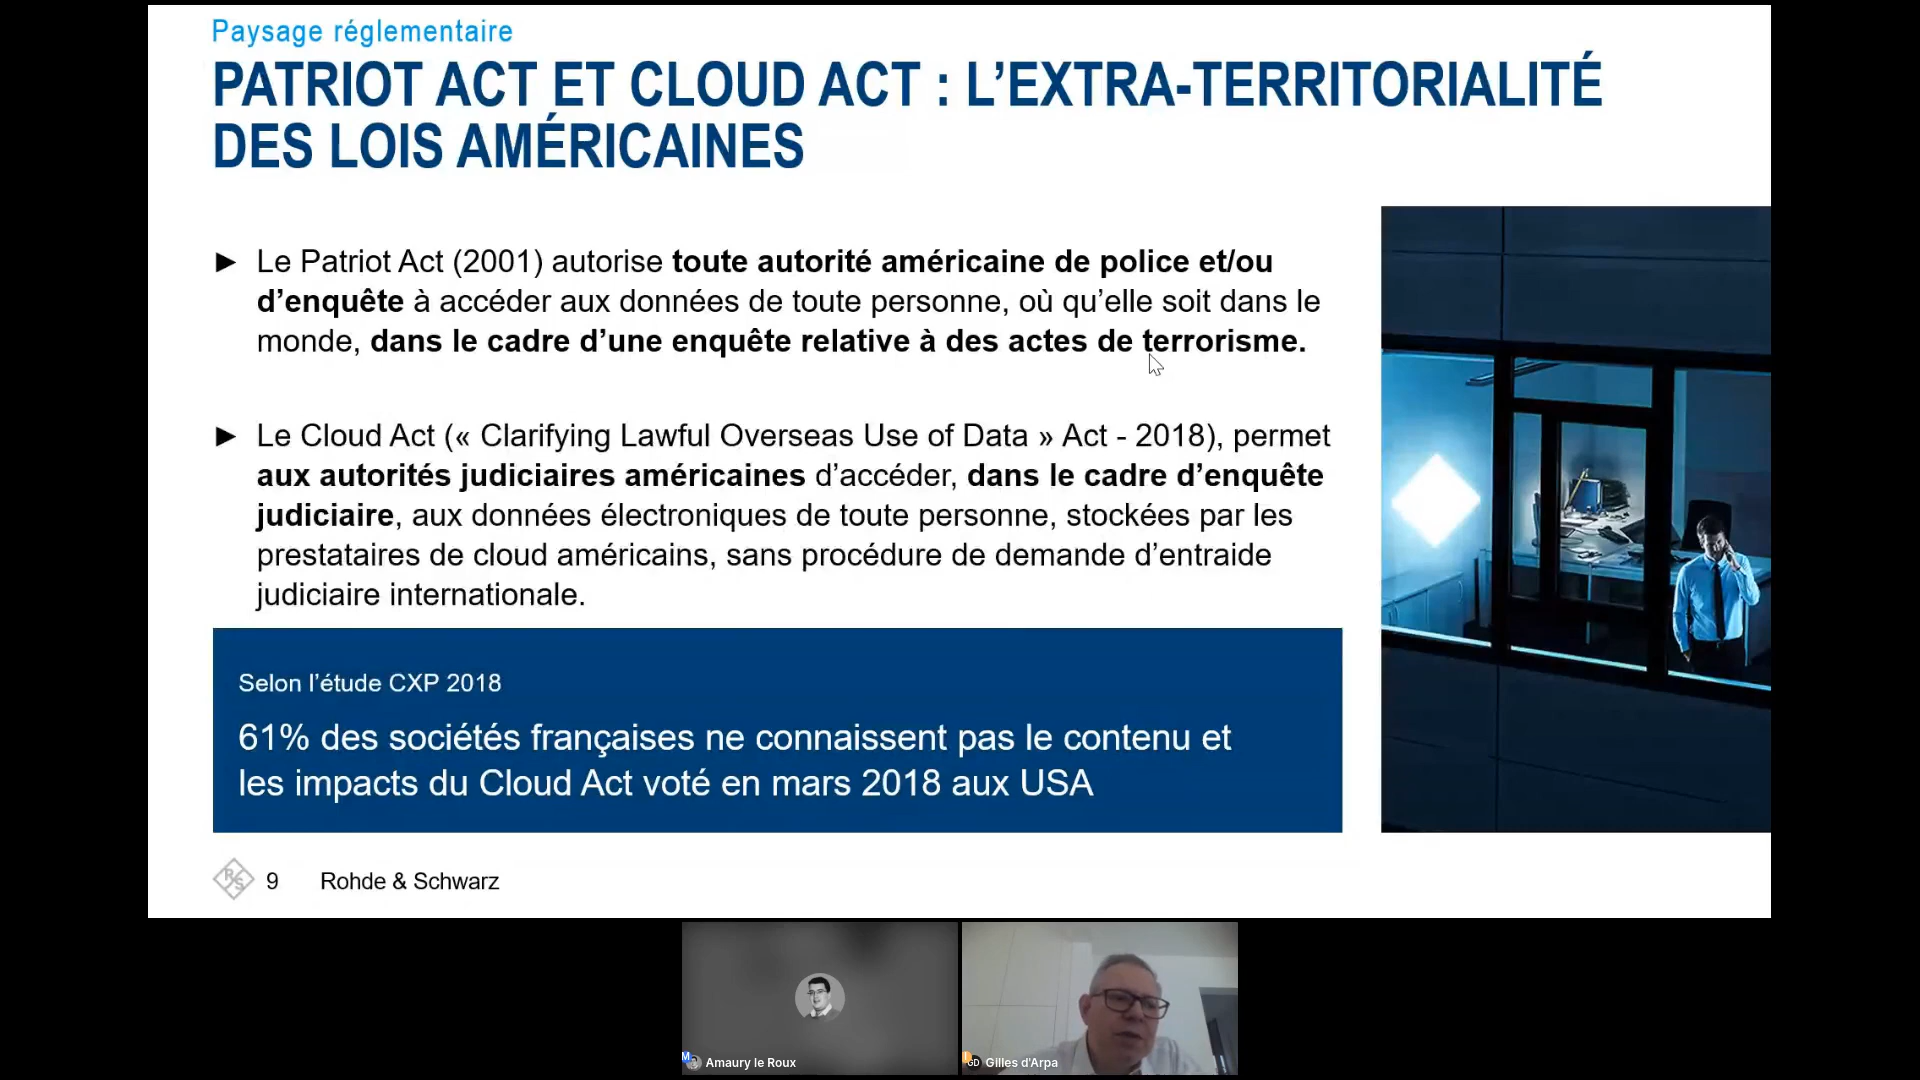 Paysage réglementaire
PATRIOT ACT ET CLOUD ACT : L’EXTRA-TERRITORIALITÉ
DES LOIS AMÉRICAINES
► Le Patriot Act (2001) autorise toute autorité américaine de police et/ou
d’enquête à accéder aux données de toute personne, où qu’elle soit dans le
monde, dans le cadre d’une enquête relative à des actes de terrorisme.
► Le Cloud Act (« Clarifying Lawful Overseas Use of Data » Act - 2018), permet
aux autorités judiciaires américaines d’accéder, dans le cadre d’enquête
judiciaire, aux données électroniques de toute personne, stockées par les
prestataires de cloud américains, sans procédure de demande d’entraide
judiciaire internationale.
Selon l’étude CXP 2018
61% des sociétés françaises ne connaissent pas le contenu et
les impacts du Cloud Act voté en mars 2018 aux USA
RS 9 Rohde & Schwarz
M Amaury le Roux
GD Gilles d'Arpa